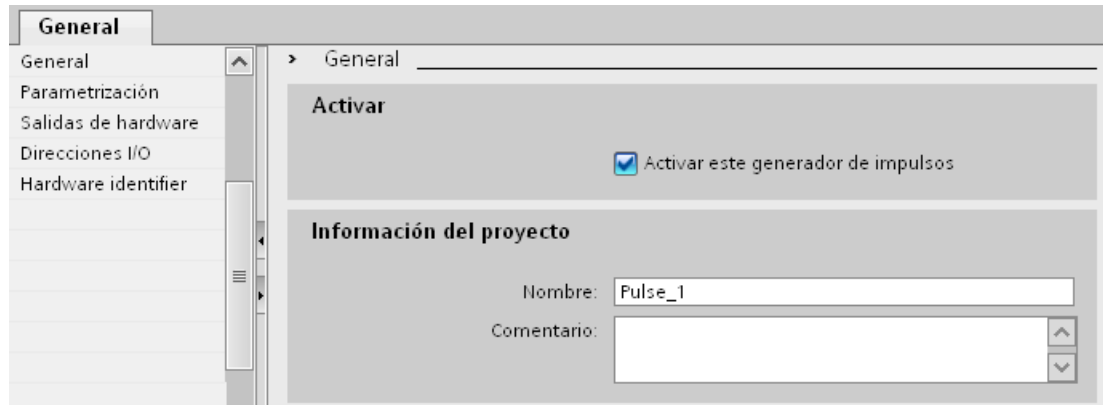 General
General
Parametrización
Salidas de hardware
Direcciones I/O
Hardware identifier
General
Activar
Activar este generador de impulsos
Información del proyecto
Nombre: Pulse_1
Comentario: